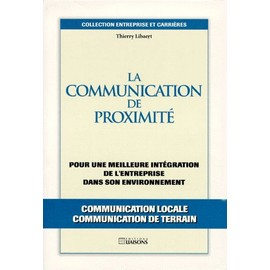 COLLECTION ENTREPRISE ET CARRIÈRES
Thierry Libaert
LA
COMMUNICATION
DE
PROXIMITÉ
POUR UNE MEILLEURE INTÉGRATION
DE L'ENTREPRISE
DANS SON ENVIRONNEMENT
COMMUNICATION LOCALE
COMMUNICATION DE TERRAIN
LIAISONS